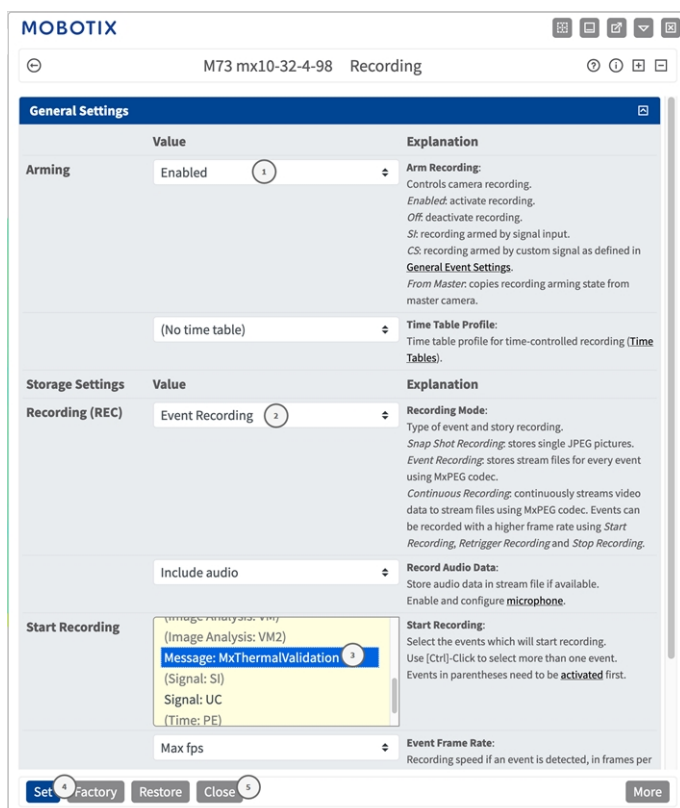 MOBOTIX
M73 mx10-32-4-98 Recording
General Settings
Value Explanation
Arming Enabled 1 Arm Recording:
Controls camera recording.
Enabled: activate recording.
Off: deactivate recording.
SI: recording armed by signal input.
CS: recording armed by custom signal as defined in
General Event Settings.
From Master: copies recording arming state from
master camera.
(No time table) Time Table Profile:
Time table profile for time-controlled recording (Time
Tables).
Storage Settings Value Explanation
Recording (REC) Event Recording 2 Recording Mode:
Type of event and story recording.
Snap Shot Recording: stores single JPEG pictures.
Event Recording: stores stream files for every event
using MxPEG codec.
Continuous Recording: continuously streams video
data to stream files using MxPEG codec. Events can
be recorded with a higher frame rate using Start
Recording, Retrigger Recording and Stop Recording.
Include audio Record Audio Data:
Store audio data in stream file if available.
Enable and configure microphone.
Start Recording (Image Analysis: VM) Start Recording:
(Image Analysis: VM2) Select the events which will start recording.
Message: MxThermalValidation 3 Use [Ctrl]-Click to select more than one event.
(Signal: SI) Events in parentheses need to be activated first.
Signal: UC
(Time: PE)
Max fps Event Frame Rate:
Recording speed if an event is detected, in frames per
Set 4 Factory Restore Close 5 More